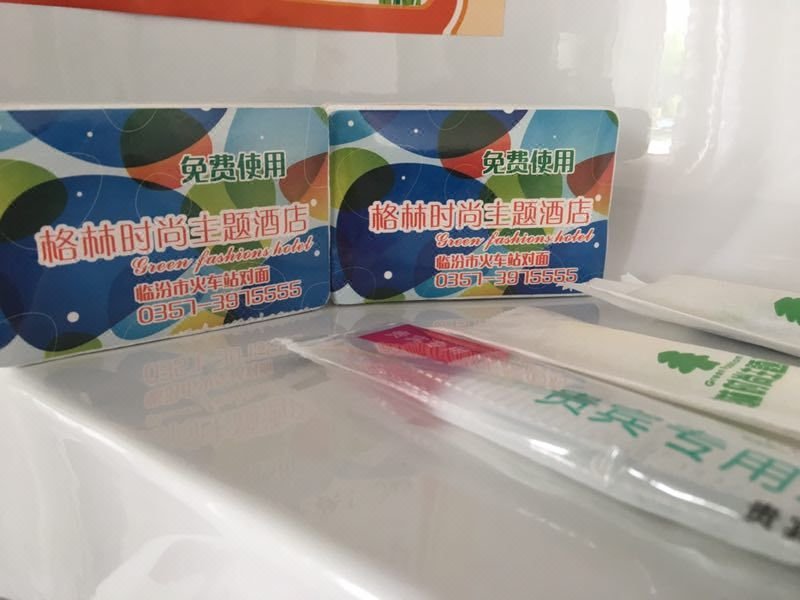 免费使用
格林时尚主题酒店
Green fashions hotel
临汾市火车站对面
0357-3975555
免费使用
格林时尚主题酒店
Green fashions hotel
临汾市火车站对面
0357-3975555
贵宾专用
贵宾